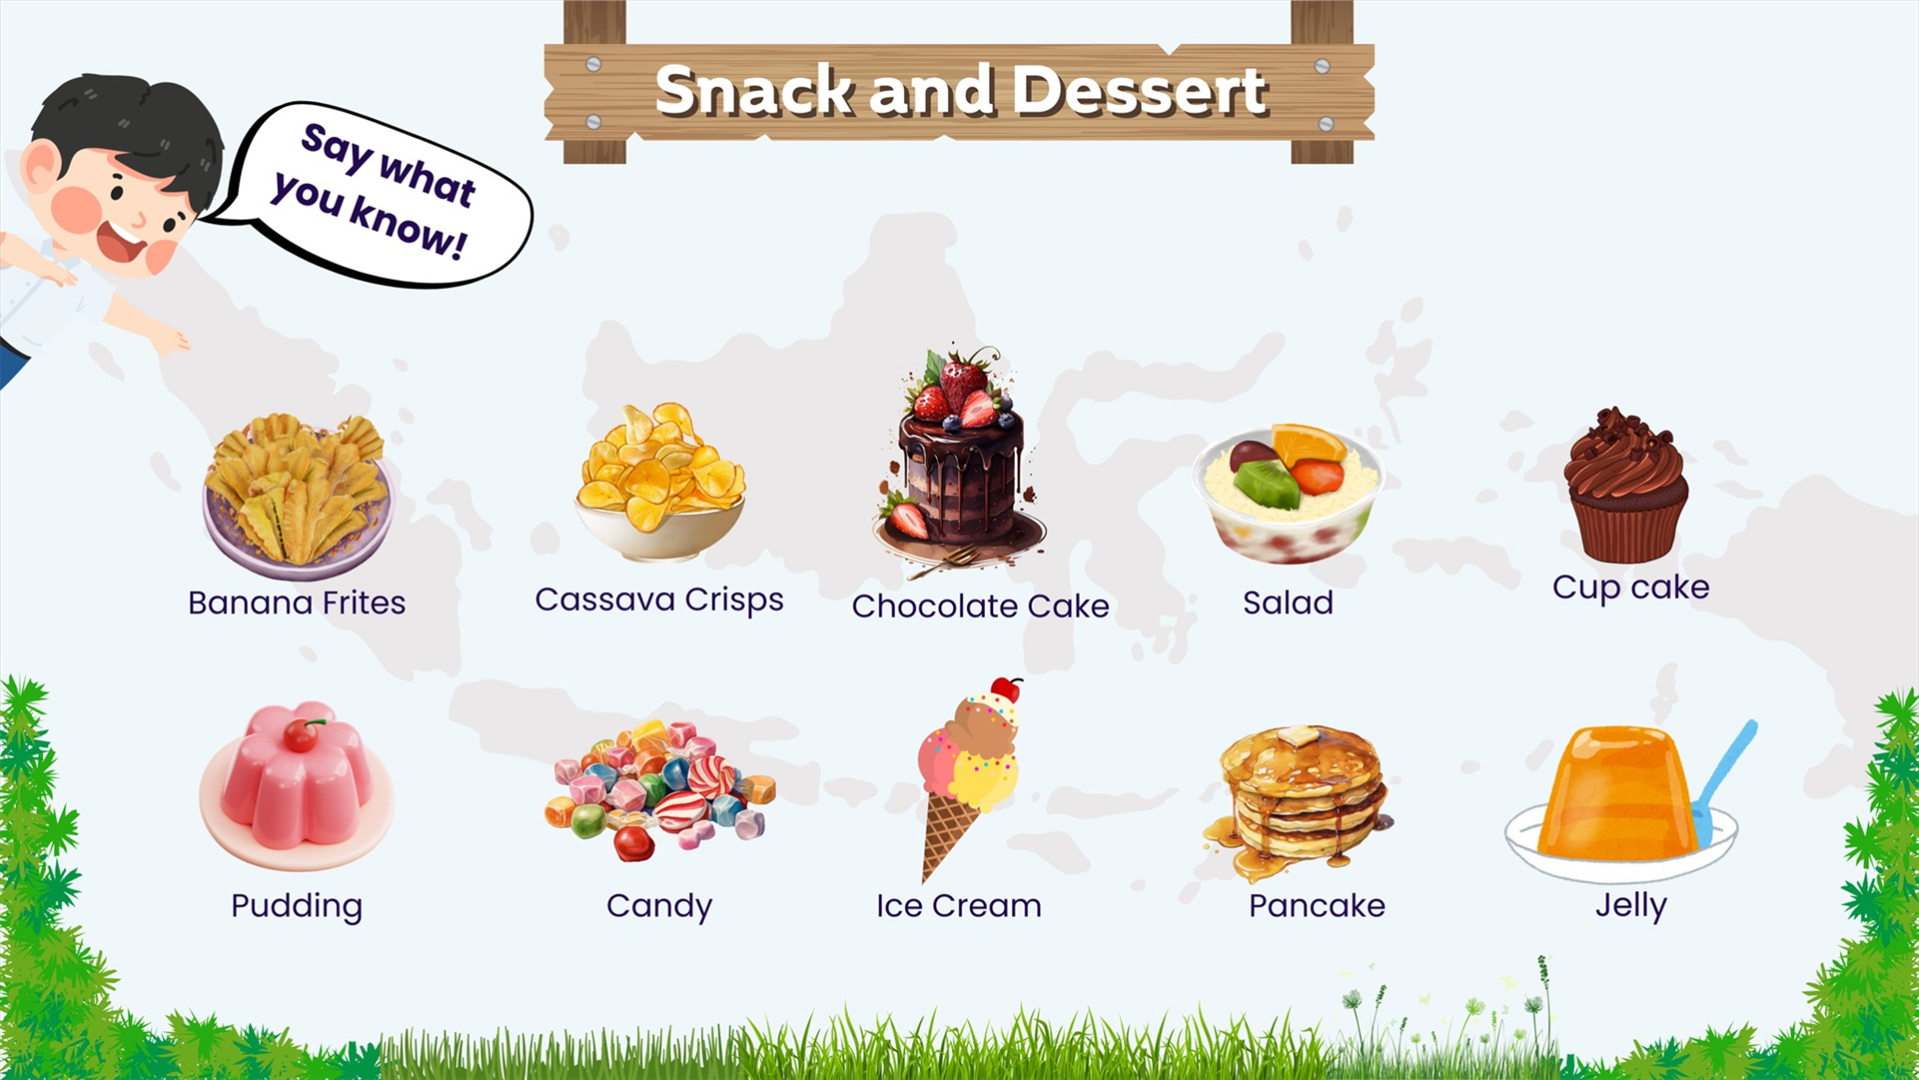 Snack and Dessert
Say what
you know!
Banana Frites
Cassava Crisps
Chocolate Cake
Salad
Cup cake
Pudding
Candy
Ice Cream
Pancake
Jelly